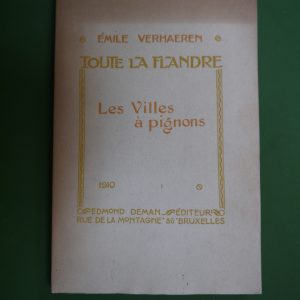 ÉMILE VERHAEREN
TOUTE LA FLANDRE
Les Villes
à pignons
1910
EDMOND DEMAN ÉDITEUR
RUE DE LA MONTAGNE 86 BRUXELLES